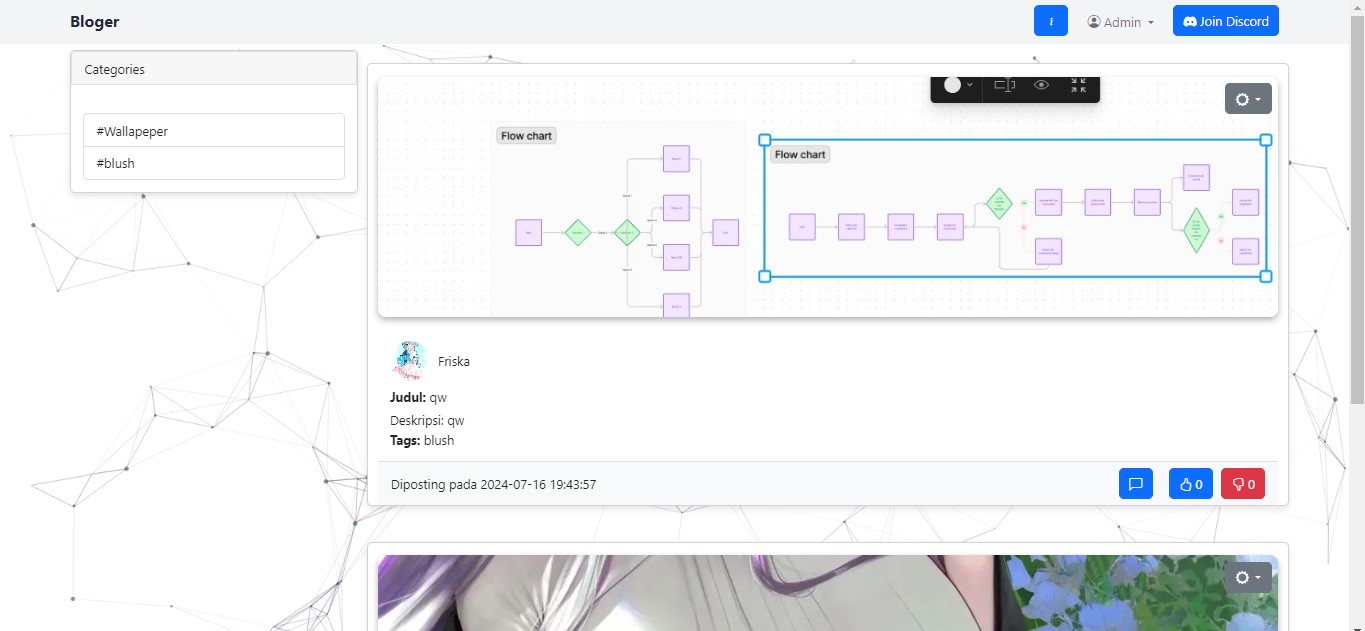 Bloger
i
Admin
Join Discord
Categories
#Wallapeper
#blush
Flow chart
Flow chart
Friska
Judul: qw
Deskripsi: qw
Tags: blush
Diposting pada 2024-07-16 19:43:57
0
0